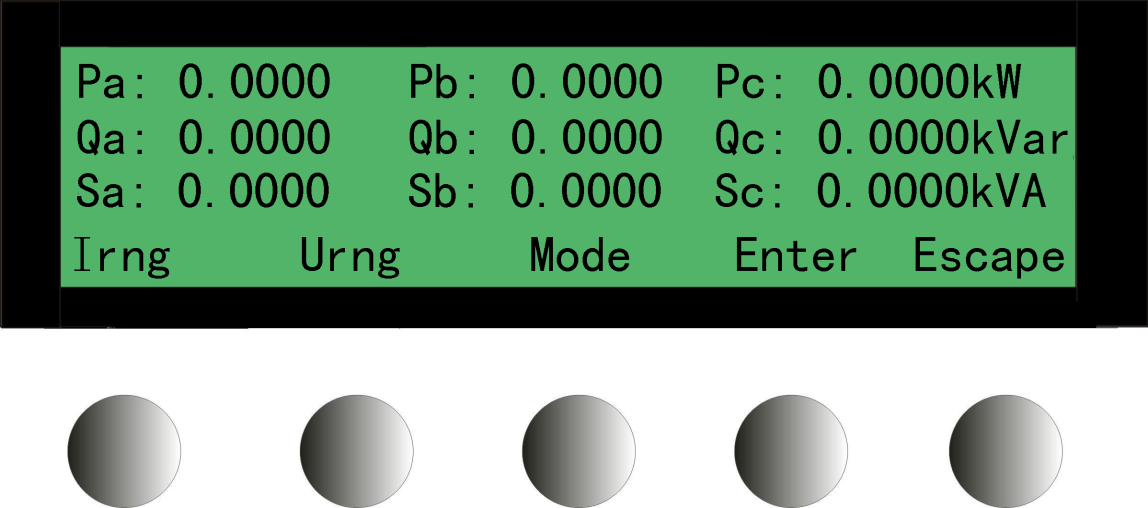 Pa: 0.0000 Pb: 0.0000 Pc: 0.0000kW
Qa: 0.0000 Qb: 0.0000 Qc: 0.0000kVar
Sa: 0.0000 Sb: 0.0000 Sc: 0.0000kVA
Irng Urng Mode Enter Escape